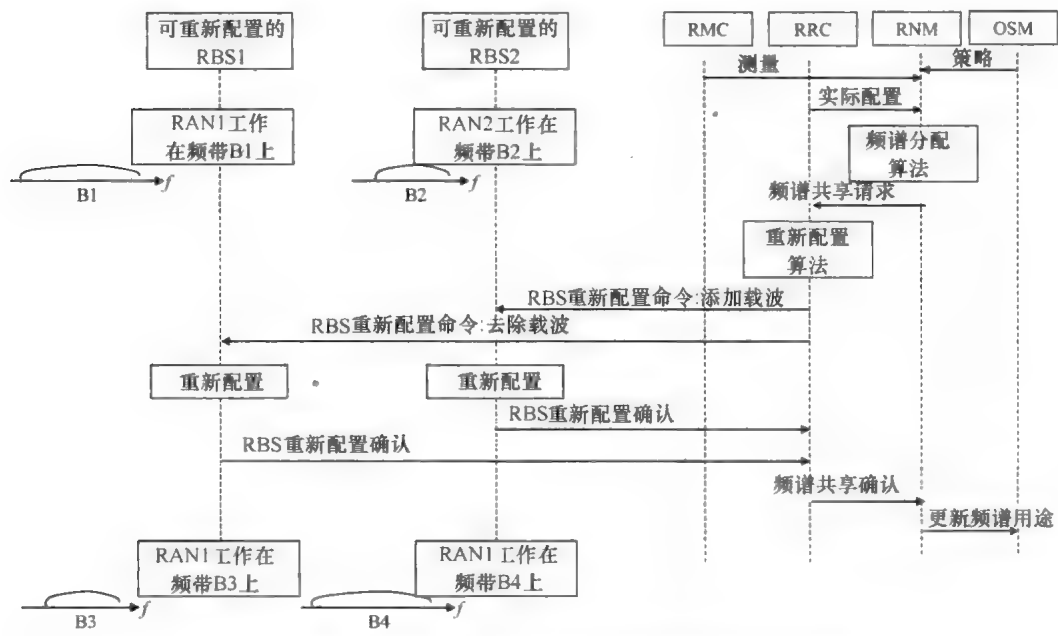 可重新配置的
RBS1
可重新配置的
RBS2
RMC
RRC
RNM
OSM
测量
策略
实际配置
RAN1工作
在频带B1上
RAN2工作在
频带B2上
频谱分配
算法
f
B1
f
B2
频谱共享请求
重新配置
算法
RBS重新配置命令:添加载波
RBS重新配置命令:去除载波
重新配置
重新配置
RBS重新配置确认
RBS重新配置确认
频谱共享确认
更新频谱用途
RAN1工作在
频带B3上
RAN1工作在
频带B4上
f
B3
f
B4